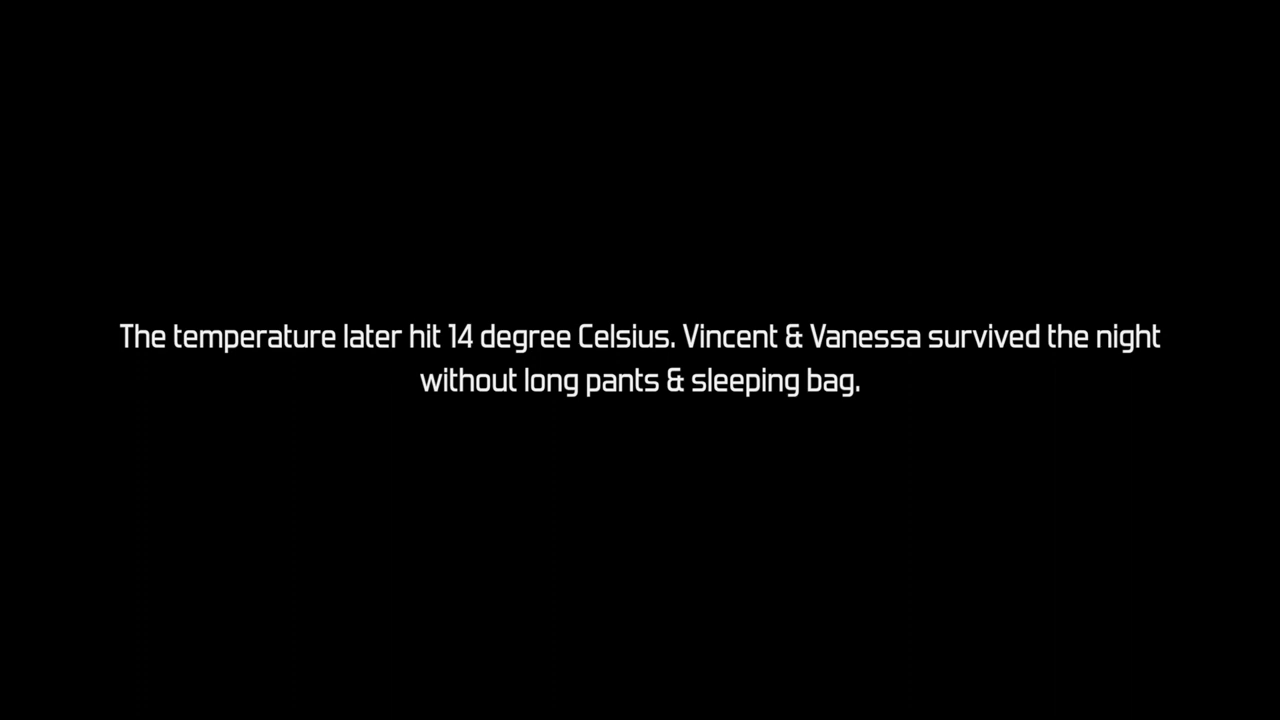 The temperature later hit 14 degree Celsius. Vincent & Vanessa survived the night
without long pants & sleeping bag.